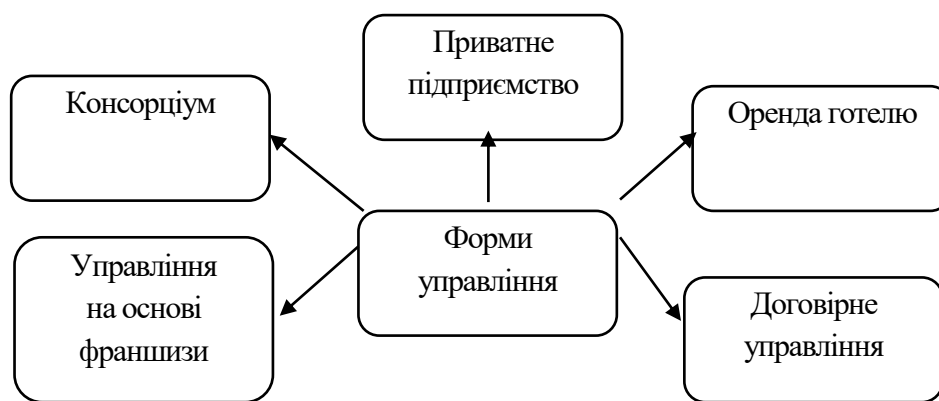 Приватне
підприємство
Консорціум
Оренда готелю
Форми
управління
Управління
на основі
франшизи
Договірне
управління